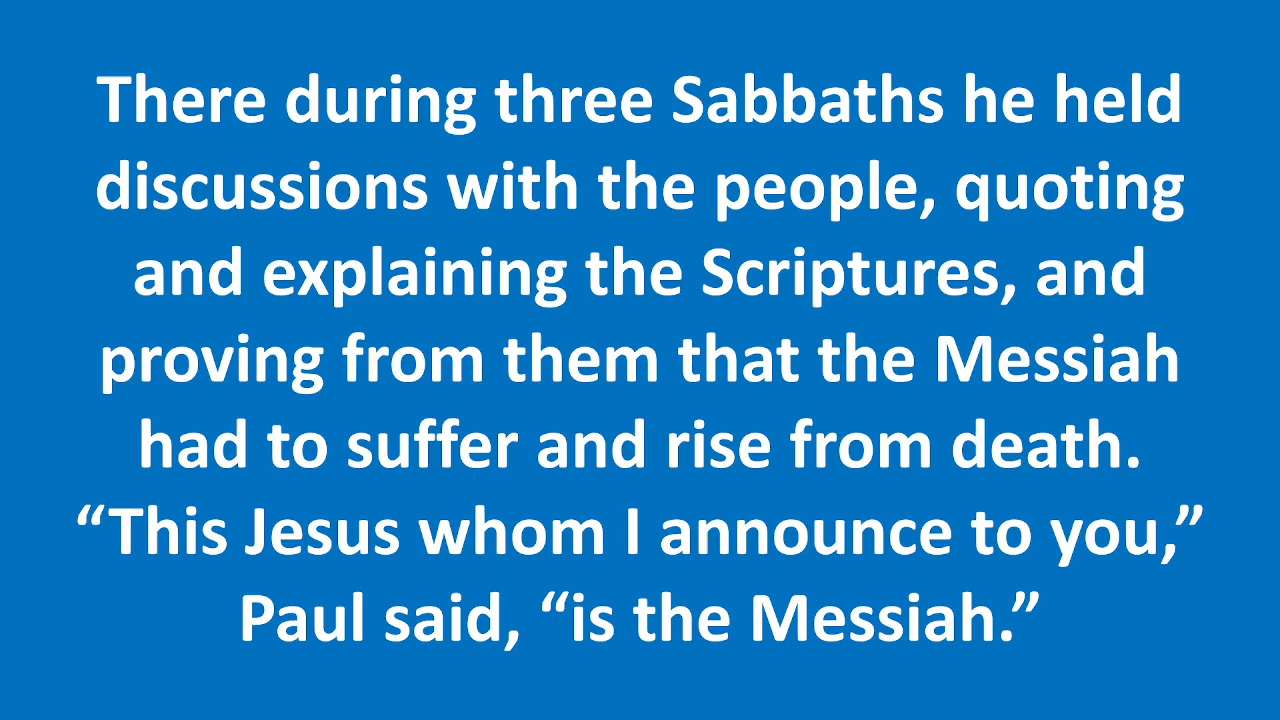 There during three Sabbaths he held
discussions with the people, quoting
and explaining the Scriptures, and
proving from them that the Messiah
had to suffer and rise from death.
“This Jesus whom I announce to you,”
Paul said, “is the Messiah.”